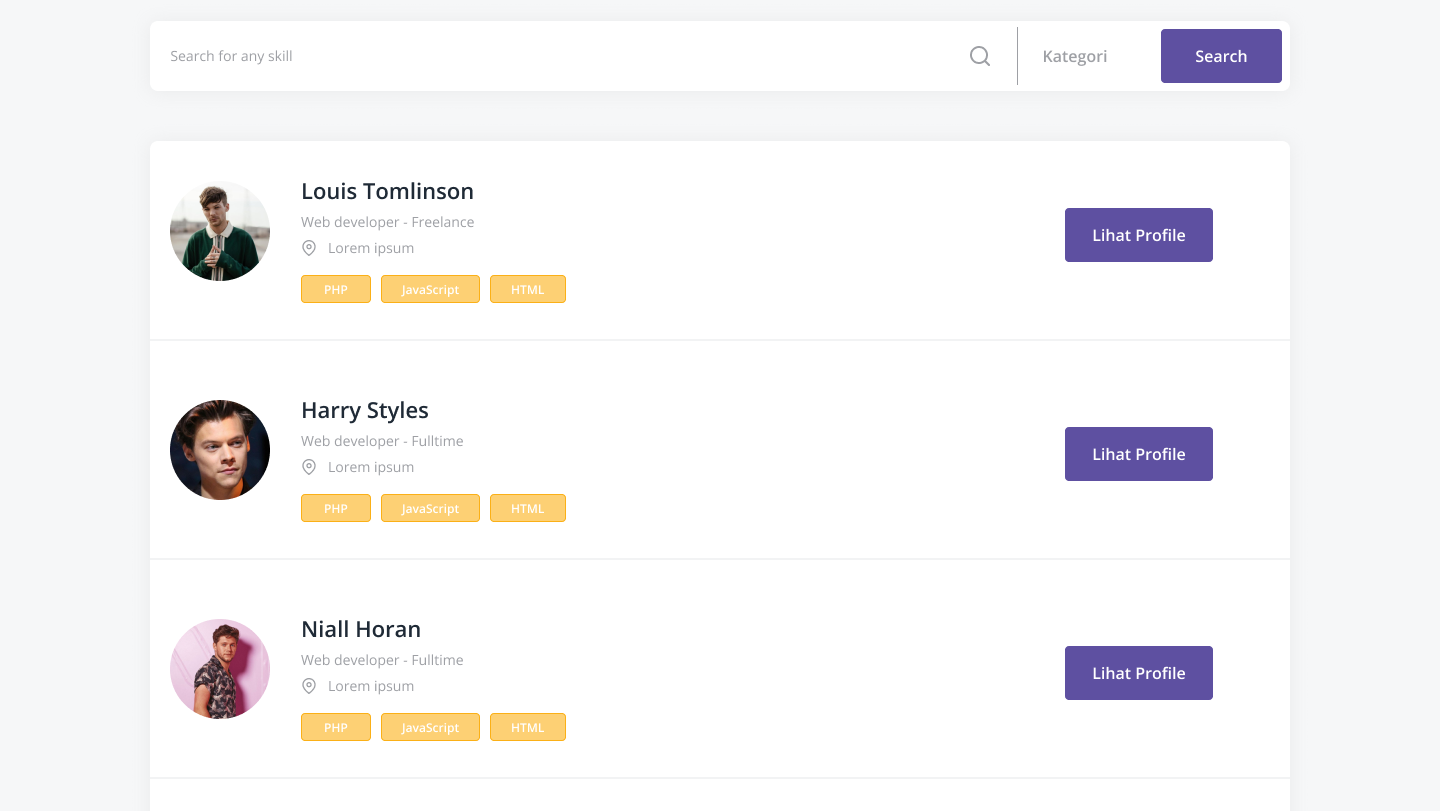 Search for any skill Kategori Search
Louis Tomlinson
Web developer - Freelance
Lorem ipsum
Lihat Profile
PHP JavaScript HTML
Harry Styles
Web developer - Fulltime
Lorem ipsum
Lihat Profile
PHP JavaScript HTML
Niall Horan
Web developer - Fulltime
Lorem ipsum
Lihat Profile
PHP JavaScript HTML